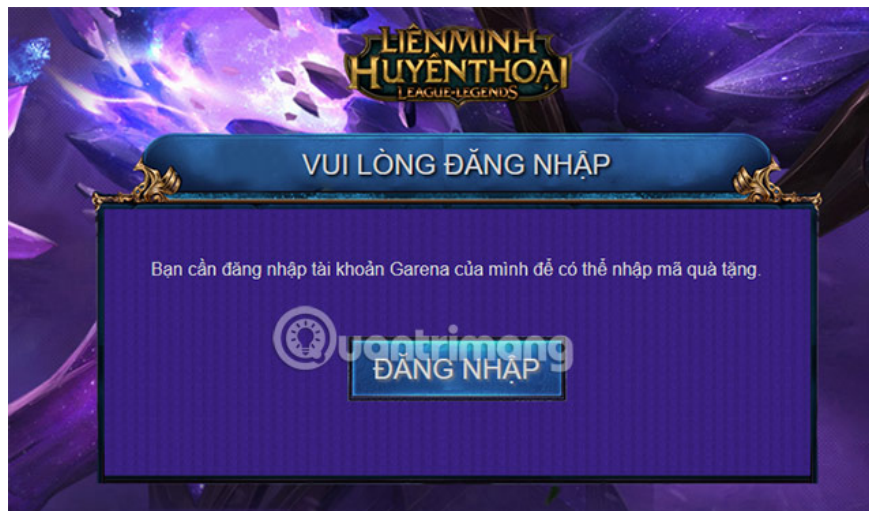 LIÊNMINH
HUYỀNTHOẠI
LEAGUE OF LEGENDS
VUI LÒNG ĐĂNG NHẬP
Bạn cần đăng nhập tài khoản Garena của mình để có thể nhập mã quà tặng.
Quantrimang
ĐĂNG NHẬP